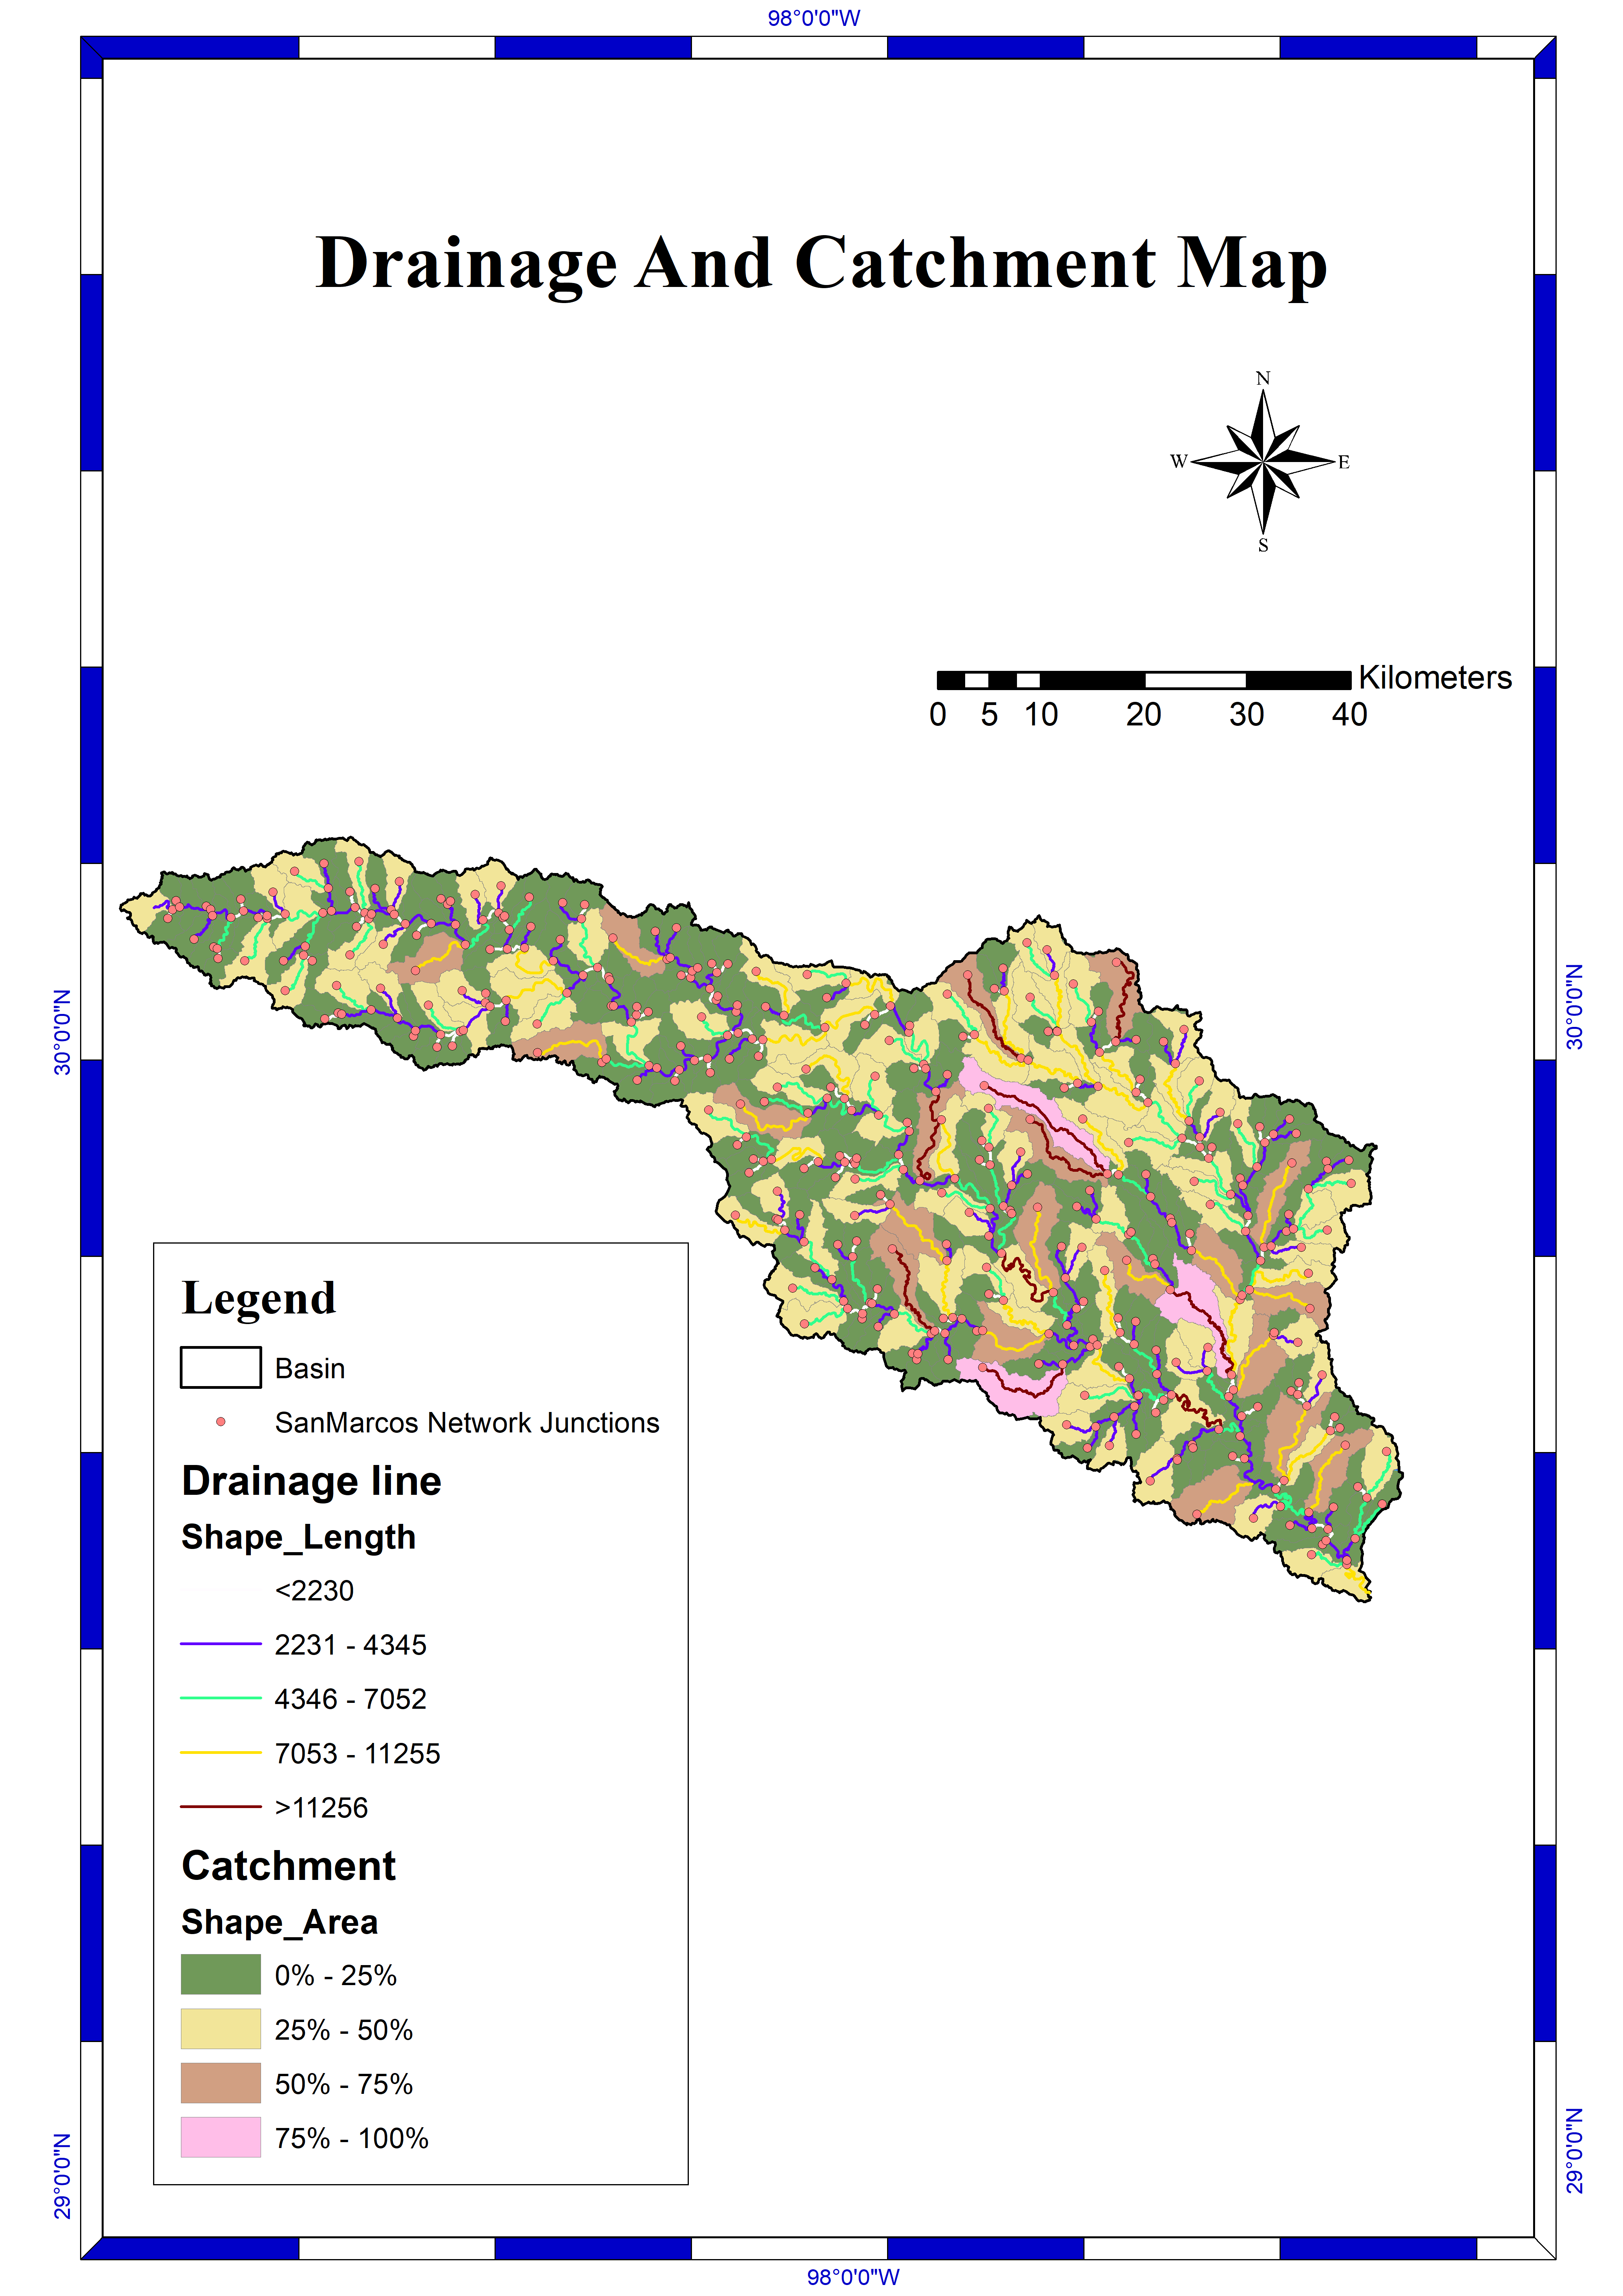 98°0'0"W
Drainage And Catchment Map
N
W
E
S
Kilometers
0 5 10 20 30 40
30°0'0"N
30°0'0"N
Legend
Basin
SanMarcos Network Junctions
Drainage line
Shape_Length
<2230
2231 - 4345
4346 - 7052
7053 - 11255
>11256
Catchment
Shape_Area
0% - 25%
25% - 50%
50% - 75%
75% - 100%
29°0'0"N
29°0'0"N
98°0'0"W